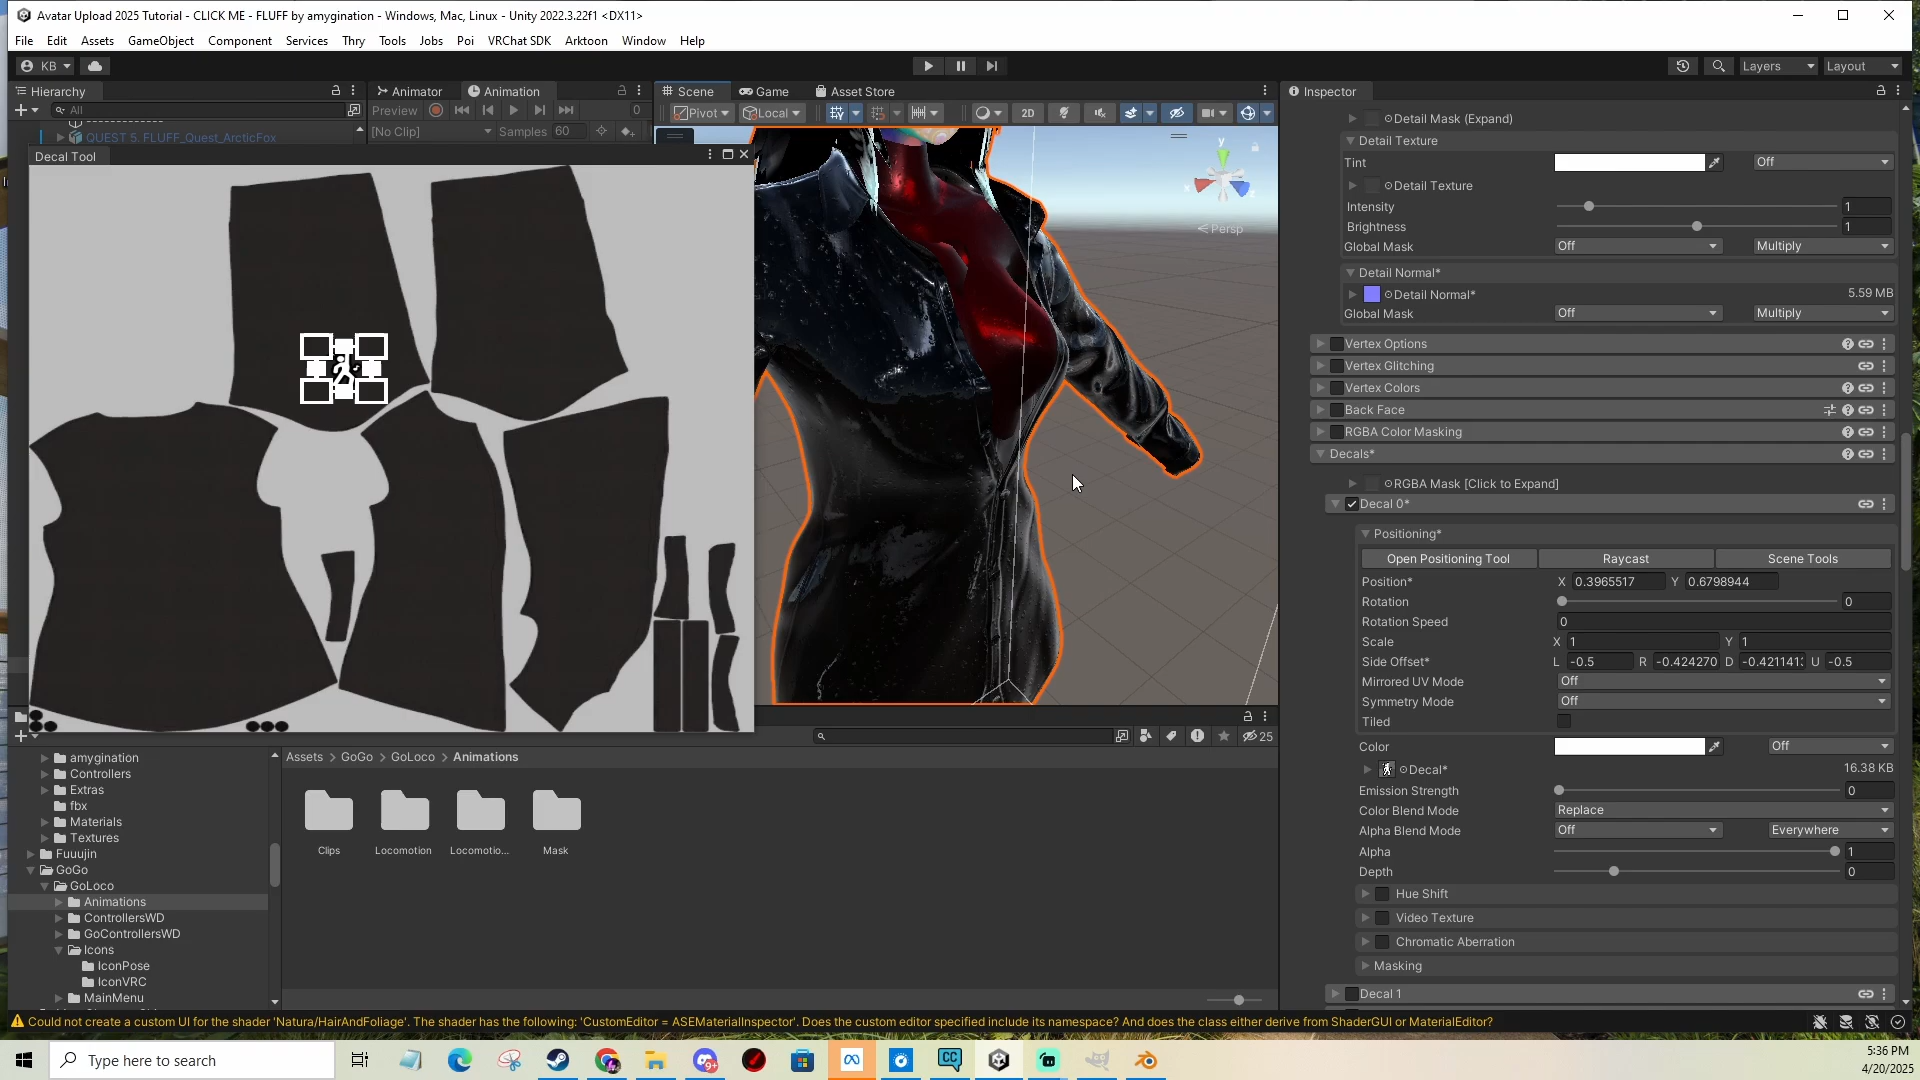 Avatar Upload 2025 Tutorial - CLICK ME - FLUFF by amygination - Windows, Mac, Linux - Unity 2022.3.22f1 <DX11>
File Edit Assets GameObject Component Services Thry Tools Jobs Poi VRChat SDK Arktoon Window Help
KB Layers Layout
Hierarchy Animator Animation Scene Game Asset Store Inspector
All Preview 0 Pivot Local 2D
[No Clip] Samples 60
QUEST 5. FLUFF_Quest_ArcticFox
Decal Tool
y
Persp
Detail Mask (Expand)
Detail Texture
Tint Off
Detail Texture
Intensity 1
Brightness 1
Global Mask Off Multiply
Detail Normal*
Detail Normal* 5.59 MB
Global Mask Off Multiply
Vertex Options
Vertex Glitching
Vertex Colors
Back Face
RGBA Color Masking
Decals*
RGBA Mask [Click to Expand]
Decal 0*
Positioning*
Open Positioning Tool Raycast Scene Tools
Position* X 0.3965517 Y 0.6798944
Rotation 0
Rotation Speed 0
Scale X 1 Y 1
Side Offset* L -0.5 R -0.424270 D -0.421141 U -0.5
Mirrored UV Mode Off
Symmetry Mode Off
Tiled
Color Off
Decal* 16.38 KB
Emission Strength 0
Color Blend Mode Replace
Alpha Blend Mode Off Everywhere
Alpha 1
Depth 0
Hue Shift
Video Texture
Chromatic Aberration
Masking
Decal 1
25
amygination
Controllers
Extras
fbx
Materials
Textures
Fuuujin
GoGo
GoLoco
Animations
ControllersWD
GoControllersWD
Icons
IconPose
IconVRC
MainMenu
Assets > GoGo > GoLoco > Animations
Clips Locomotion Locomotio... Mask
Could not create a custom UI for the shader 'Natura/HairAndFoliage'. The shader has the following: 'CustomEditor = ASEMaterialInspector'. Does the custom editor specified include its namespace? And does the class either derive from ShaderGUI or MaterialEditor?
Type here to search
9+
CC
5:36 PM
4/20/2025